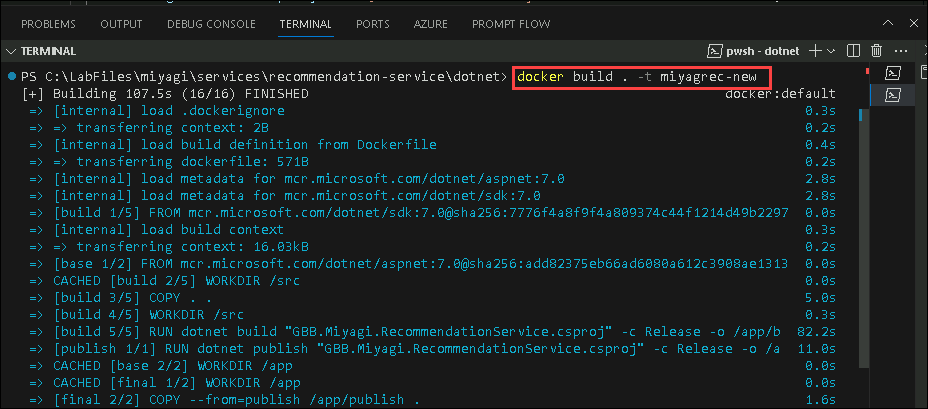 PROBLEMS OUTPUT DEBUG CONSOLE TERMINAL PORTS AZURE PROMPT FLOW
TERMINAL pwsh - dotnet
PS C:\LabFiles\miyagi\services\recommendation-service\dotnet> docker build . -t miyagrec-new
[+] Building 107.5s (16/16) FINISHED docker:default
=> [internal] load .dockerignore 0.3s
=> => transferring context: 2B 0.2s
=> [internal] load build definition from Dockerfile 0.4s
=> => transferring dockerfile: 571B 0.2s
=> [internal] load metadata for mcr.microsoft.com/dotnet/aspnet:7.0 2.8s
=> [internal] load metadata for mcr.microsoft.com/dotnet/sdk:7.0 2.8s
=> [build 1/5] FROM mcr.microsoft.com/dotnet/sdk:7.0@sha256:7776f4a8f9f4a809374c44f1214d49b2297 0.0s
=> [internal] load build context 0.3s
=> => transferring context: 16.03kB 0.2s
=> [base 1/2] FROM mcr.microsoft.com/dotnet/aspnet:7.0@sha256:add82375eb66ad6080a612c3908ae1313 0.0s
=> CACHED [build 2/5] WORKDIR /src 0.0s
=> [build 3/5] COPY . . 5.0s
=> [build 4/5] WORKDIR /src 0.3s
=> [build 5/5] RUN dotnet build "GBB.Miyagi.RecommendationService.csproj" -c Release -o /app/b 82.2s
=> [publish 1/1] RUN dotnet publish "GBB.Miyagi.RecommendationService.csproj" -c Release -o /a 11.0s
=> CACHED [base 2/2] WORKDIR /app 0.0s
=> CACHED [final 1/2] WORKDIR /app 0.0s
=> [final 2/2] COPY --from=publish /app/publish . 1.6s